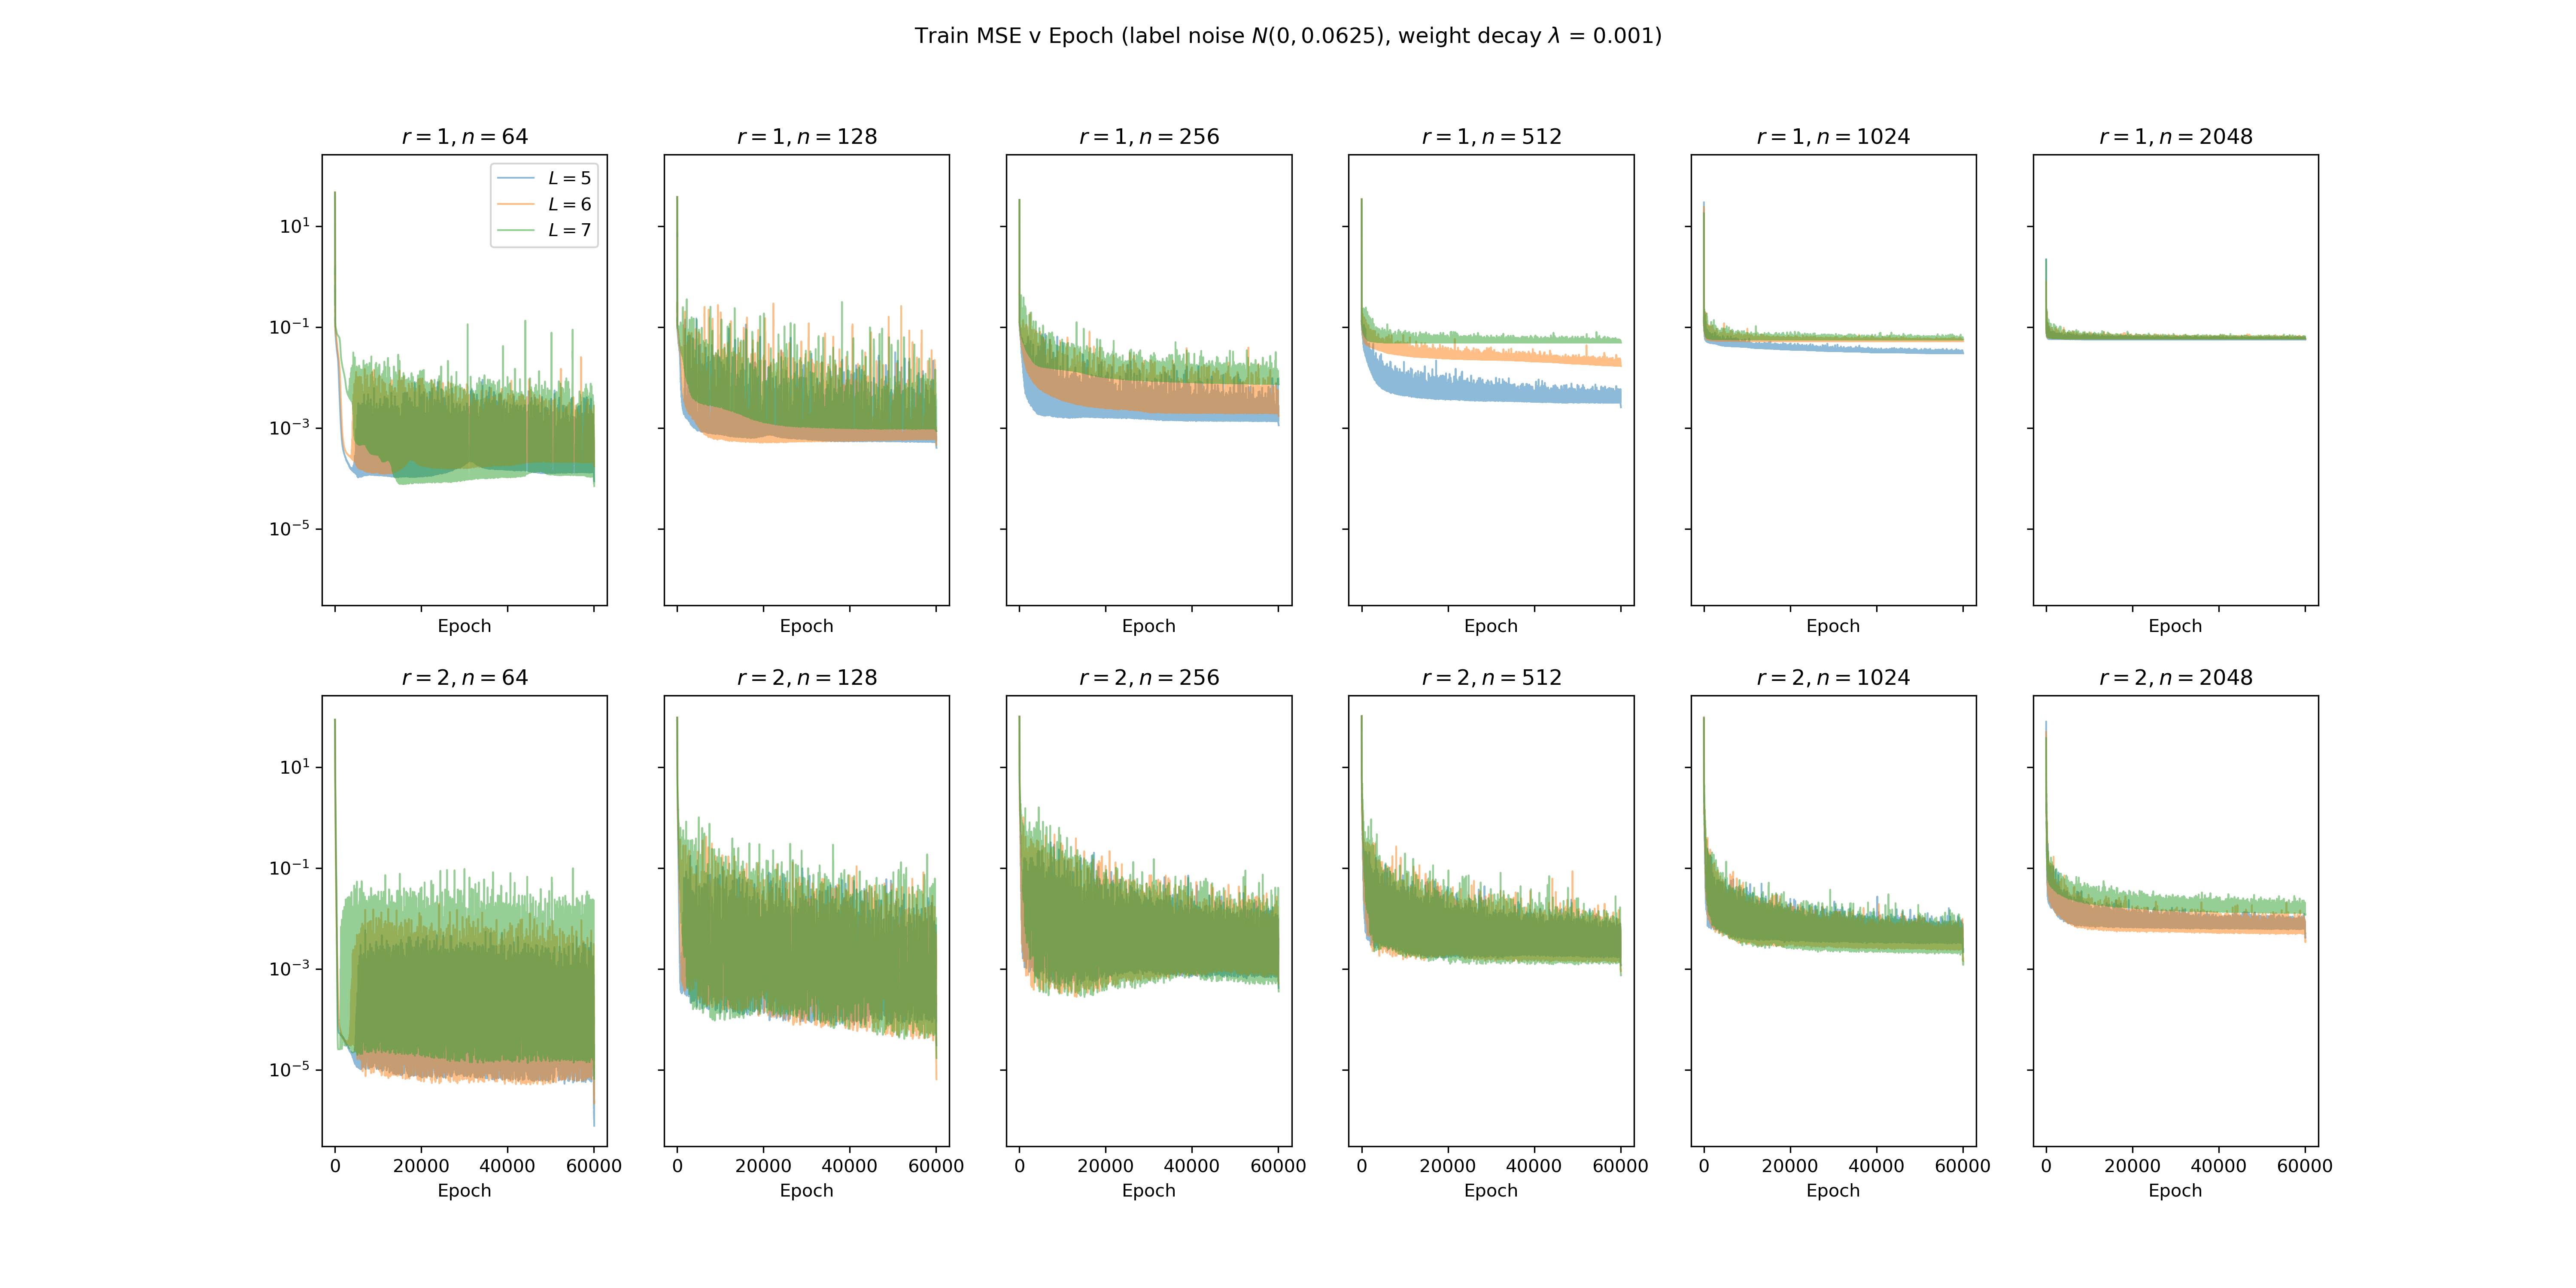 Train MSE v Epoch (label noise N(0, 0.0625), weight decay λ = 0.001)
r = 1, n = 64
r = 1, n = 128
r = 1, n = 256
r = 1, n = 512
r = 1, n = 1024
r = 1, n = 2048
L = 5
L = 6
L = 7
10¹
10⁻¹
10⁻³
10⁻⁵
Epoch
Epoch
Epoch
Epoch
Epoch
Epoch
r = 2, n = 64
r = 2, n = 128
r = 2, n = 256
r = 2, n = 512
r = 2, n = 1024
r = 2, n = 2048
10¹
10⁻¹
10⁻³
10⁻⁵
0 20000 40000 60000
0 20000 40000 60000
0 20000 40000 60000
0 20000 40000 60000
0 20000 40000 60000
0 20000 40000 60000
Epoch
Epoch
Epoch
Epoch
Epoch
Epoch